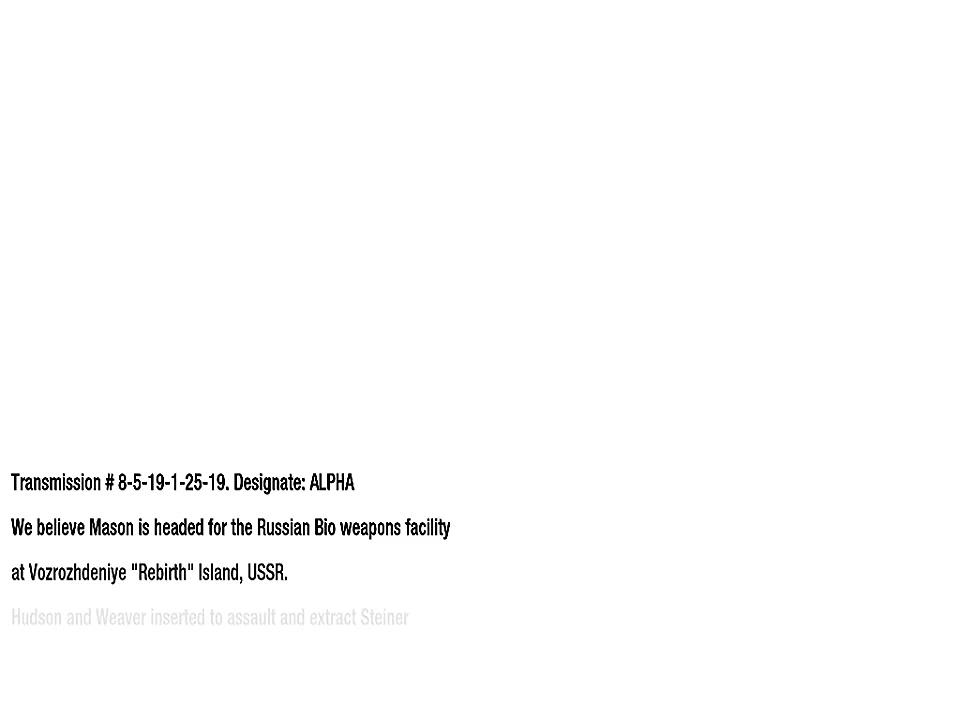 Transmission # 8-5-19-1-25-19. Designate: ALPHA
We believe Mason is headed for the Russian Bio weapons facility
at Vozrozhdeniye "Rebirth" Island, USSR.
Hudson and Weaver inserted to assault and extract Steiner